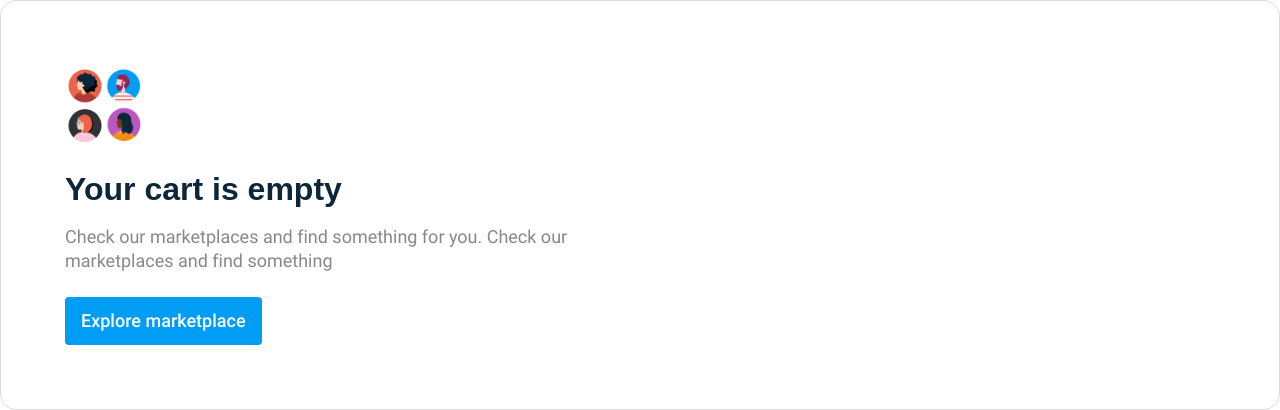 Your cart is empty
Check our marketplaces and find something for you. Check our
marketplaces and find something
Explore marketplace